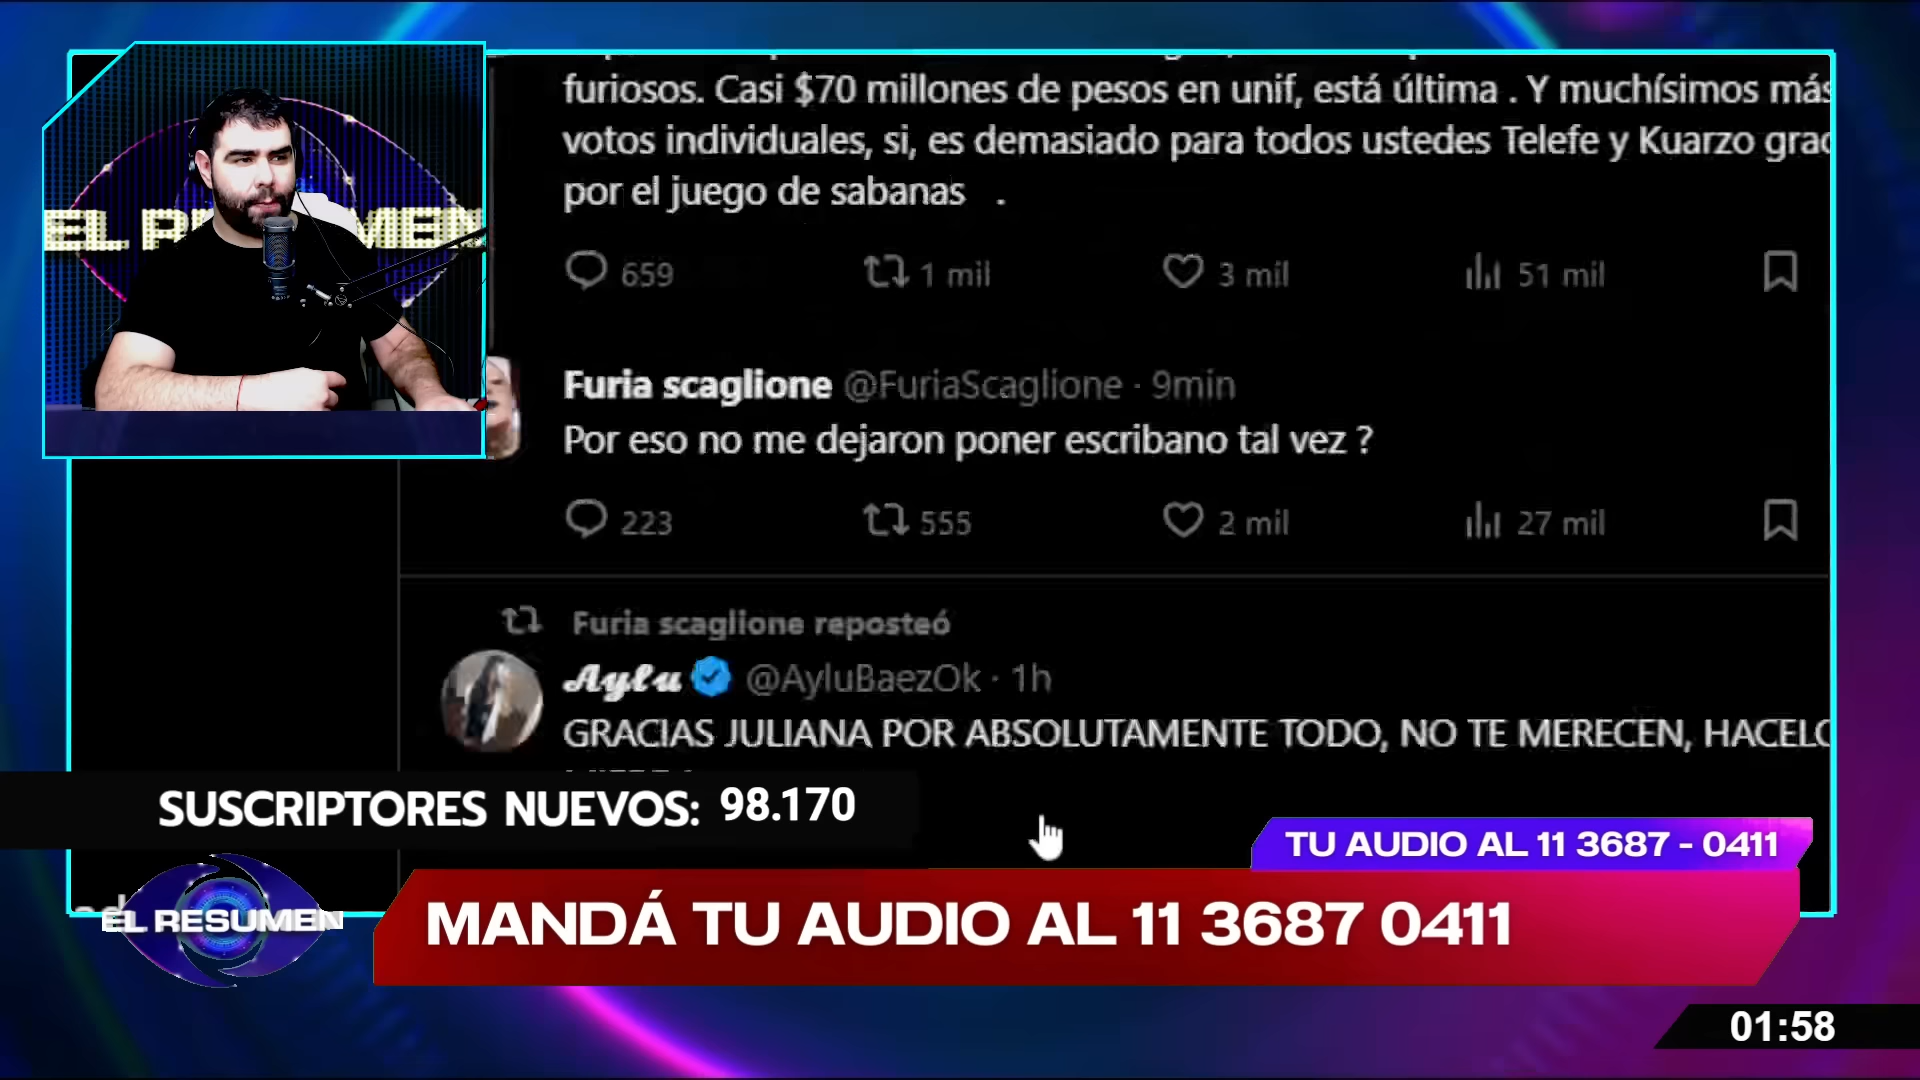 furiosos. Casi $70 millones de pesos en unif, está última . Y muchísimos más
votos individuales, si, es demasiado para todos ustedes Telefe y Kuarzo grac
por el juego de sabanas .
659 1 mil 3 mil 51 mil
Furia scaglione @FuriaScaglione · 9min
Por eso no me dejaron poner escribano tal vez ?
223 555 2 mil 27 mil
Furia scaglione reposteó
Aylu @AyluBaezOk · 1h
GRACIAS JULIANA POR ABSOLUTAMENTE TODO, NO TE MERECEN, HACELO
SUSCRIPTORES NUEVOS: 98.170
TU AUDIO AL 11 3687 - 0411
EL RESUMEN
MANDÁ TU AUDIO AL 11 3687 0411
01:58